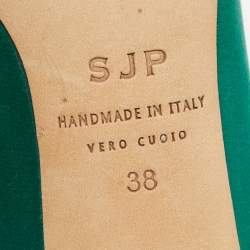 SJP
HANDMADE IN ITALY
VERO CUOIO
38